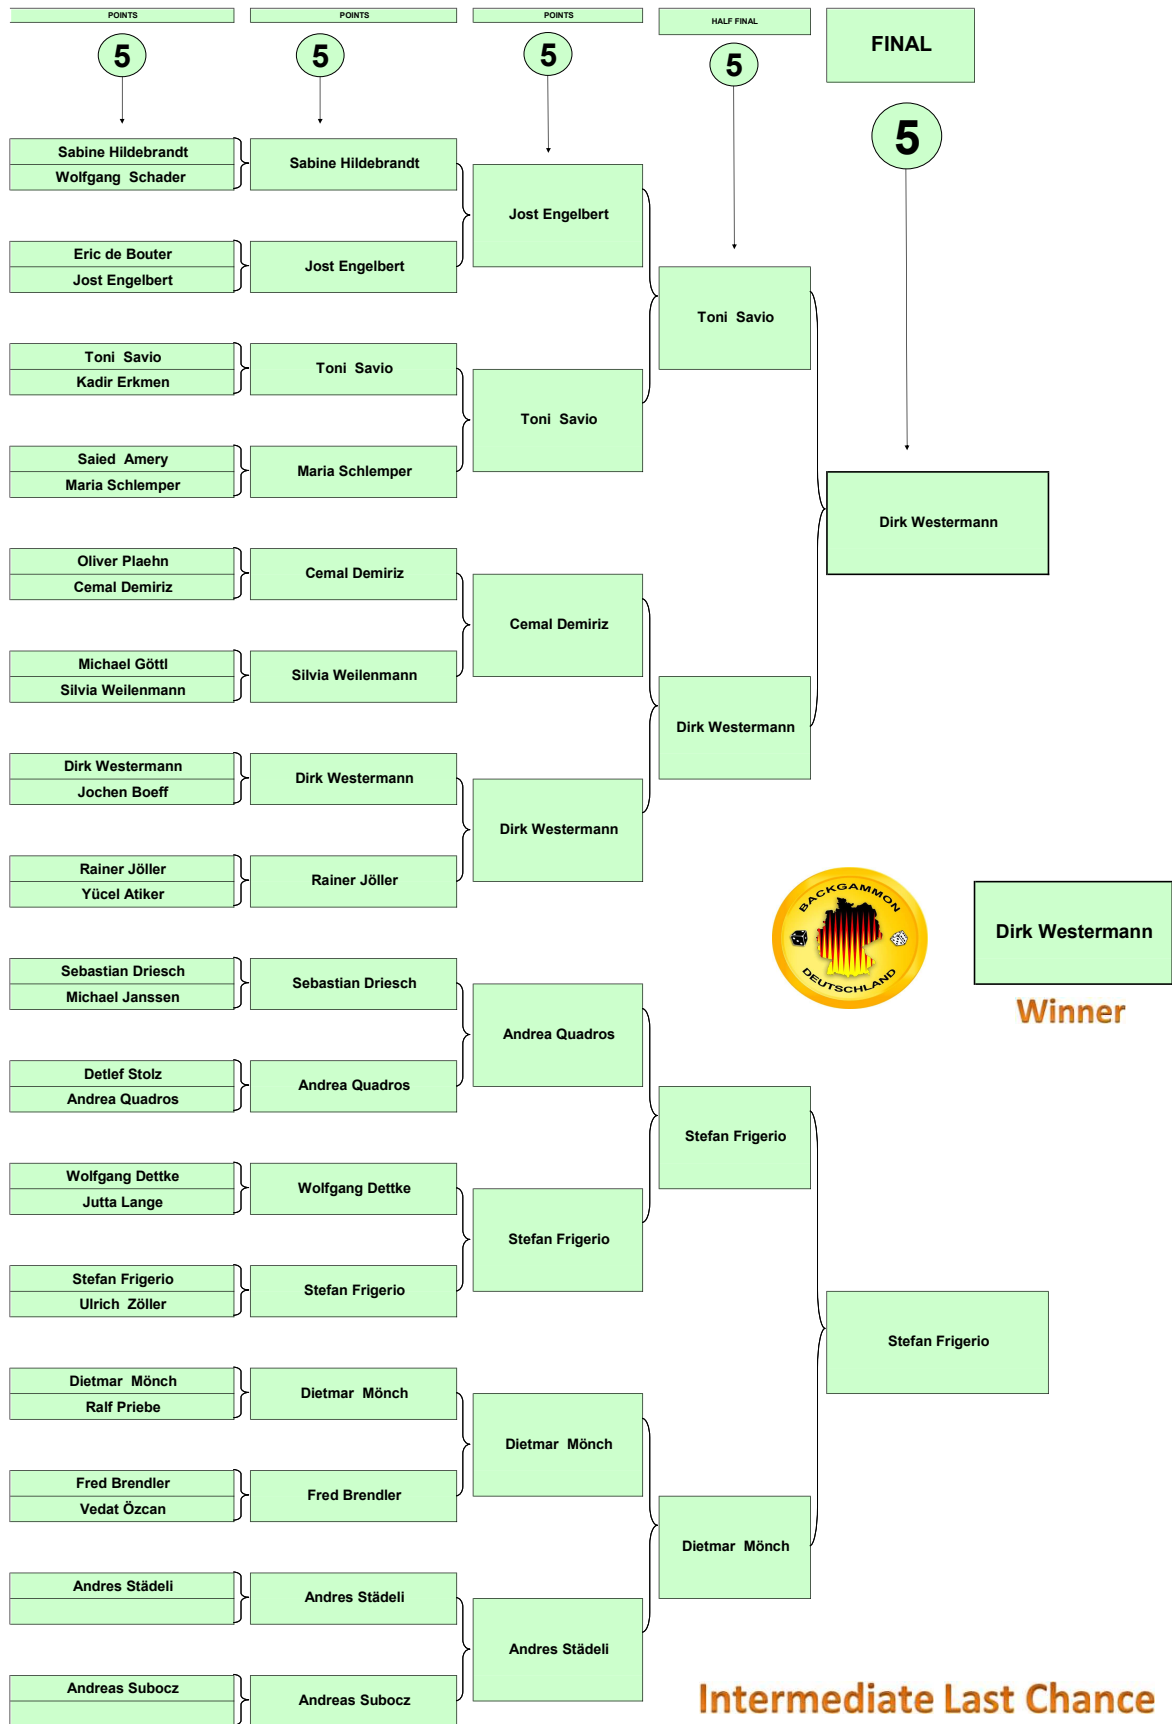 POINTS
POINTS
POINTS
HALF FINAL
FINAL
5
5
5
5
5
Sabine Hildebrandt
Wolfgang Schader
Eric de Bouter
Jost Engelbert
Toni Savio
Kadir Erkmen
Saied Amery
Maria Schlemper
Oliver Plaehn
Cemal Demiriz
Michael Göttl
Silvia Weilenmann
Dirk Westermann
Jochen Boeff
Rainer Jöller
Yücel Atiker
Sebastian Driesch
Michael Janssen
Detlef Stolz
Andrea Quadros
Wolfgang Dettke
Jutta Lange
Stefan Frigerio
Ulrich Zöller
Dietmar Mönch
Ralf Priebe
Fred Brendler
Vedat Özcan
Andres Städeli
Andreas Subocz
Sabine Hildebrandt
Jost Engelbert
Toni Savio
Maria Schlemper
Cemal Demiriz
Silvia Weilenmann
Dirk Westermann
Rainer Jöller
Sebastian Driesch
Andrea Quadros
Wolfgang Dettke
Stefan Frigerio
Dietmar Mönch
Fred Brendler
Andres Städeli
Andreas Subocz
Jost Engelbert
Toni Savio
Cemal Demiriz
Dirk Westermann
Andrea Quadros
Stefan Frigerio
Dietmar Mönch
Andres Städeli
Toni Savio
Dirk Westermann
Stefan Frigerio
Dietmar Mönch
Dirk Westermann
Stefan Frigerio
BACKGAMMON
DEUTSCHLAND
Dirk Westermann
Winner
Intermediate Last Chance